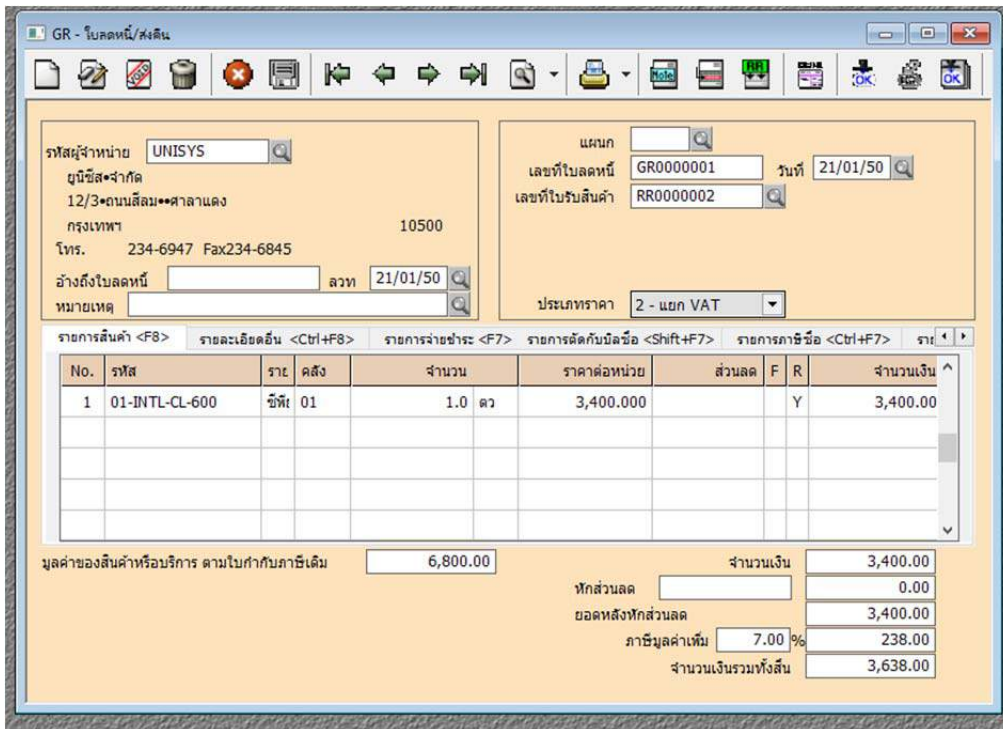 GR - ใบลดหนี้/ส่งคืน
VOID Note RR OK OK
รหัสผู้จำหน่าย UNISYS
ยูนิซีส•จำกัด
12/3•ถนนสีลม••ศาลาแดง
กรุงเทพฯ 10500
โทร. 234-6947 Fax234-6845
อ้างถึงใบลดหนี้ ลวท 21/01/50
หมายเหตุ
แผนก
เลขที่ใบลดหนี้ GR0000001 วันที่ 21/01/50
เลขที่ใบรับสินค้า RR0000002
ประเภทราคา 2 - แยก VAT
รายการสินค้า <F8> รายละเอียดอื่น <Ctrl+F8> รายการจ่ายชำระ <F7> รายการตัดกับมัดจำ <Shift+F7> รายการภาษีซื้อ <Ctrl+F7> ราย
No. รหัส ราย คลัง จำนวน ราคาต่อหน่วย ส่วนลด F R จำนวนเงิน
1 01-INTL-CL-600 ซีพี 01 1.0 ตว 3,400.000 Y 3,400.00
มูลค่าของสินค้าหรือบริการ ตามใบกำกับภาษีเดิม 6,800.00
จำนวนเงิน 3,400.00
หักส่วนลด 0.00
ยอดหลังหักส่วนลด 3,400.00
ภาษีมูลค่าเพิ่ม 7.00 % 238.00
จำนวนเงินรวมทั้งสิ้น 3,638.00